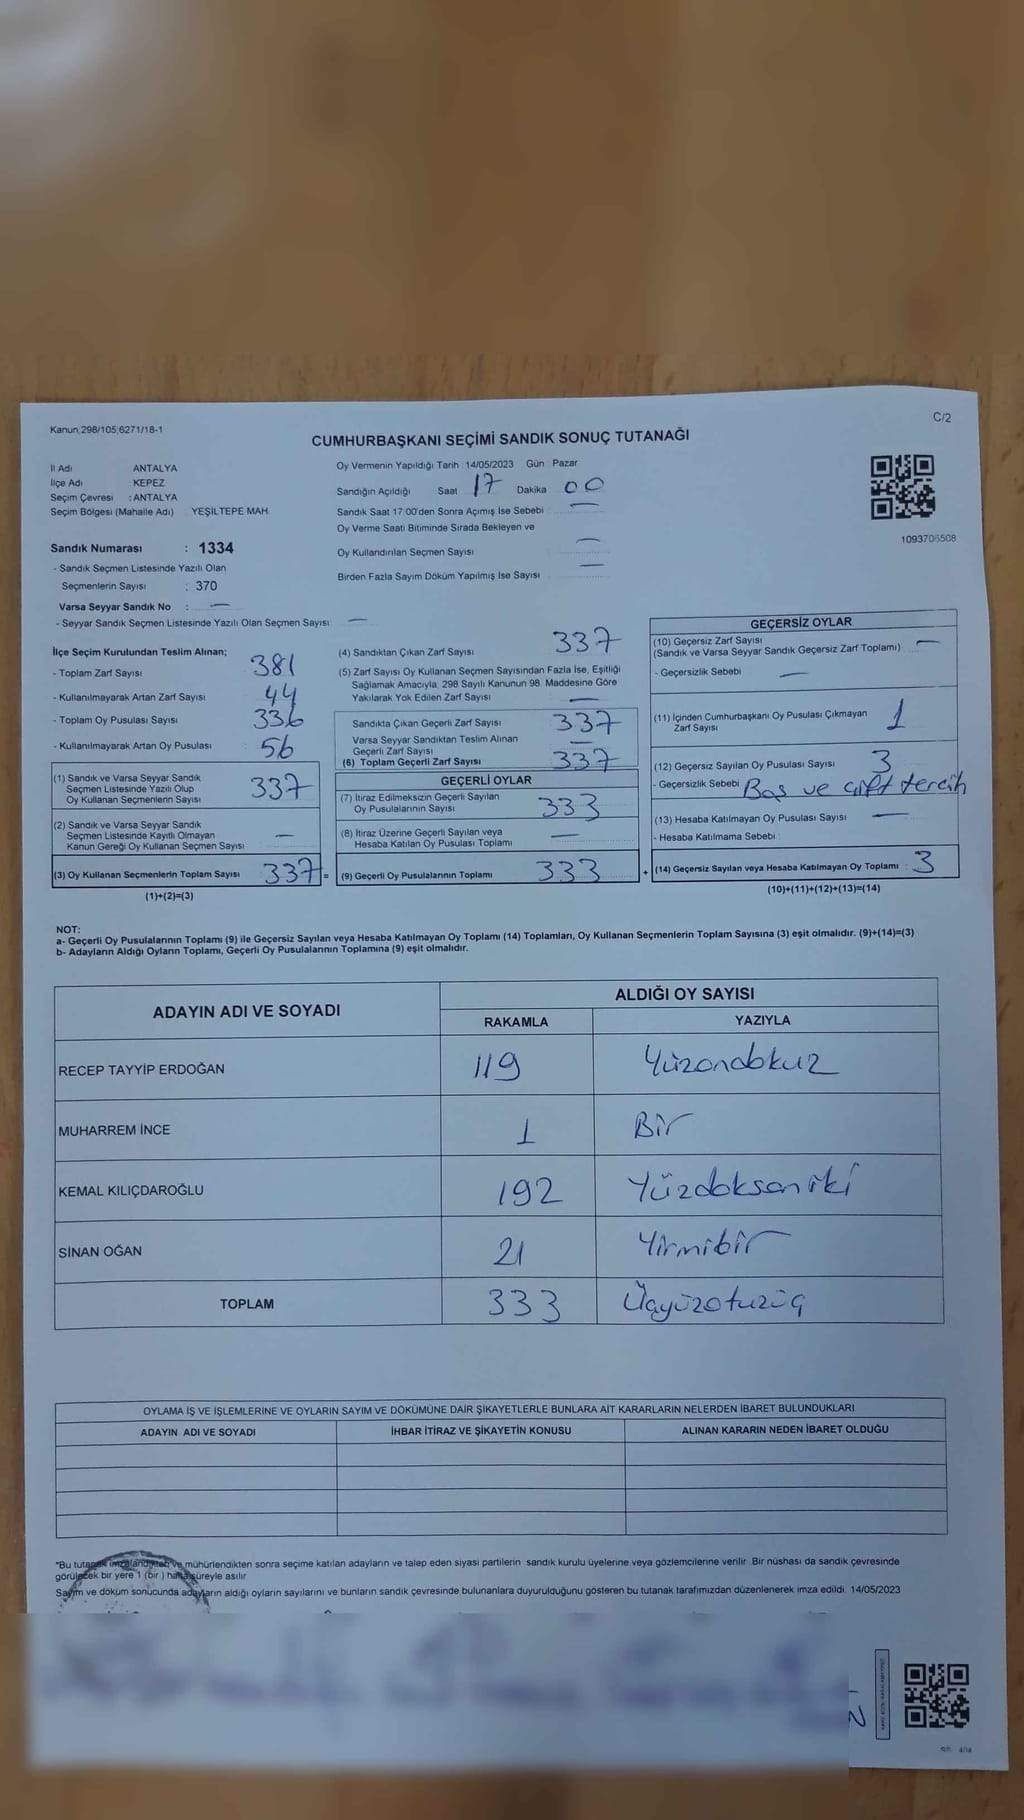 Kanun 298/105,6271/18-1
C/2
CUMHURBAŞKANI SEÇİMİ SANDIK SONUÇ TUTANAĞI
İl Adı ANTALYA
İlçe Adı KEPEZ
Seçim Çevresi : ANTALYA
Seçim Bölgesi (Mahalle Adı) YEŞİLTEPE MAH.
Oy Vermenin Yapıldığı Tarih 14/05/2023 Gün Pazar
Sandığın Açıldığı Saat 17 Dakika 00
Sandık Saat 17:00'den Sonra Açımış İse Sebebi —
Oy Verme Saati Bitiminde Sırada Bekleyen ve
Oy Kullandırılan Seçmen Sayısı —
Birden Fazla Sayım Döküm Yapılmış İse Sayısı —
1093706508
Sandık Numarası : 1334
- Sandık Seçmen Listesinde Yazılı Olan
Seçmenlerin Sayısı : 370
Varsa Seyyar Sandık No : —
- Seyyar Sandık Seçmen Listesinde Yazılı Olan Seçmen Sayısı: —
İlçe Seçim Kurulundan Teslim Alınan;
- Toplam Zarf Sayısı 381
- Kullanılmayarak Artan Zarf Sayısı 44
- Toplam Oy Pusulası Sayısı 336
- Kullanılmayarak Artan Oy Pusulası 56
(1) Sandık ve Varsa Seyyar Sandık
Seçmen Listesinde Yazılı Olup
Oy Kullanan Seçmenlerin Sayısı 337
(2) Sandık ve Varsa Seyyar Sandık
Seçmen Listesinde Kayıtlı Olmayan
Kanun Gereği Oy Kullanan Seçmen Sayısı —
(3) Oy Kullanan Seçmenlerin Toplam Sayısı 337 =
(1)+(2)=(3)
(4) Sandıktan Çıkan Zarf Sayısı 337
(5) Zarf Sayısı Oy Kullanan Seçmen Sayısından Fazla İse, Eşitliği
Sağlamak Amacıyla, 298 Sayılı Kanunun 98. Maddesine Göre
Yakılarak Yok Edilen Zarf Sayısı —
Sandıkta Çıkan Geçerli Zarf Sayısı 337
Varsa Seyyar Sandıktan Teslim Alınan
Geçerli Zarf Sayısı —
(6) Toplam Geçerli Zarf Sayısı 337
GEÇERLİ OYLAR
(7) İtiraz Edilmeksizin Geçerli Sayılan
Oy Pusulalarının Sayısı 333
(8) İtiraz Üzerine Geçerli Sayılan veya
Hesaba Katılan Oy Pusulası Toplamı —
(9) Geçerli Oy Pusulalarının Toplamı 333 +
GEÇERSİZ OYLAR
(10) Geçersiz Zarf Sayısı —
(Sandık ve Varsa Seyyar Sandık Geçersiz Zarf Toplamı)
- Geçersizlik Sebebi —
(11) İçinden Cumhurbaşkanı Oy Pusulası Çıkmayan
Zarf Sayısı 1
(12) Geçersiz Sayılan Oy Pusulası Sayısı 3
- Geçersizlik Sebebi Boş ve çift tercih
(13) Hesaba Katılmayan Oy Pusulası Sayısı —
- Hesaba Katılmama Sebebi
(14) Geçersiz Sayılan veya Hesaba Katılmayan Oy Toplamı : 3
(10)+(11)+(12)+(13)=(14)
NOT:
a- Geçerli Oy Pusulalarının Toplamı (9) ile Geçersiz Sayılan veya Hesaba Katılmayan Oy Toplamı (14) Toplamları, Oy Kullanan Seçmenlerin Toplam Sayısına (3) eşit olmalıdır. (9)+(14)=(3)
b- Adayların Aldığı Oyların Toplamı, Geçerli Oy Pusulalarının Toplamına (9) eşit olmalıdır.
ADAYIN ADI VE SOYADI
ALDIĞI OY SAYISI
RAKAMLA YAZIYLA
RECEP TAYYİP ERDOĞAN 119 Yüzondokuz
MUHARREM İNCE 1 Bir
KEMAL KILIÇDAROĞLU 192 Yüzdoksaniki
SİNAN OĞAN 21 Yirmibir
TOPLAM 333 Üçyüzotuzüç
OYLAMA İŞ VE İŞLEMLERİNE VE OYLARIN SAYIM VE DÖKÜMÜNE DAİR ŞİKAYETLERLE BUNLARA AİT KARARLARIN NELERDEN İBARET BULUNDUKLARI
ADAYIN ADI VE SOYADI İHBAR İTİRAZ VE ŞİKAYETİN KONUSU ALINAN KARARIN NEDEN İBARET OLDUĞU
*Bu tutanak imzalandıktan ve mühürlendikten sonra seçime katılan adayların ve talep eden siyasi partilerin sandık kurulu üyelerine veya gözlemcilerine verilir. Bir nüshası da sandık çevresinde
görülecek bir yere 1 (bir) hafta süreyle asılır
Sayım ve döküm sonucunda adayların aldığı oyların sayılarını ve bunların sandık çevresinde bulunanlara duyurulduğunu gösteren bu tutanak tarafımızdan düzenlenerek imza edildi. 14/05/2023